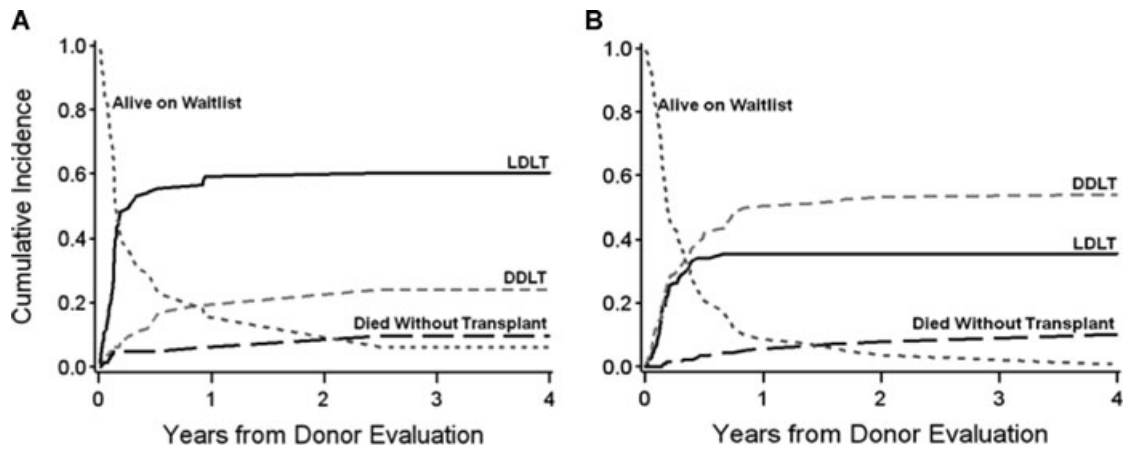 A
Cumulative Incidence
1.0
0.8
0.6
0.4
0.2
0.0
Alive on Waitlist
LDLT
DDLT
Died Without Transplant
0 1 2 3 4
Years from Donor Evaluation
B
1.0
0.8
0.6
0.4
0.2
0.0
Alive on Waitlist
DDLT
LDLT
Died Without Transplant
0 1 2 3 4
Years from Donor Evaluation